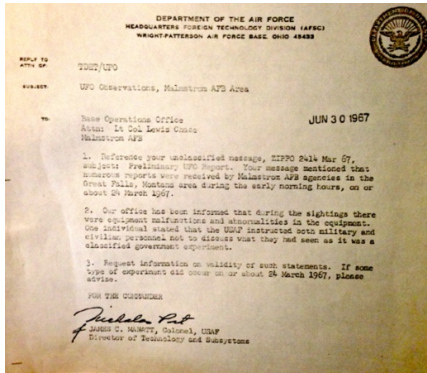 DEPARTMENT OF THE AIR FORCE
HEADQUARTERS FOREIGN TECHNOLOGY DIVISION (AFSC)
WRIGHT-PATTERSON AIR FORCE BASE, OHIO 45433
REPLY TO
ATTN OF: TDET/UFO
SUBJECT: UFO Observations, Malmstrom AFB Area
TO: Base Operations Office JUN 30 1967
Attn: Lt Col Lewis Chase
Malmstrom AFB
1. Reference your unclassified message, ZIPPO 2414 Mar 67,
subject: Preliminary UFO Report. Your message mentioned that
numerous reports were received by Malmstrom AFB agencies in the
Great Falls, Montana area during the early morning hours, on or
about 24 March 1967.
2. Our office has been informed that during the sightings there
were equipment malfunctions and abnormalities in the equipment.
One individual stated that the USAF instructed both military and
civilian personnel not to discuss what they had seen as it was a
classified government experiment.
3. Request information on validity of such statements. If some
type of experiment did occur on or about 24 March 1967, please
advise.
FOR THE COMMANDER
JAMES C. MANATT, Colonel, USAF
Director of Technology and Subsystems